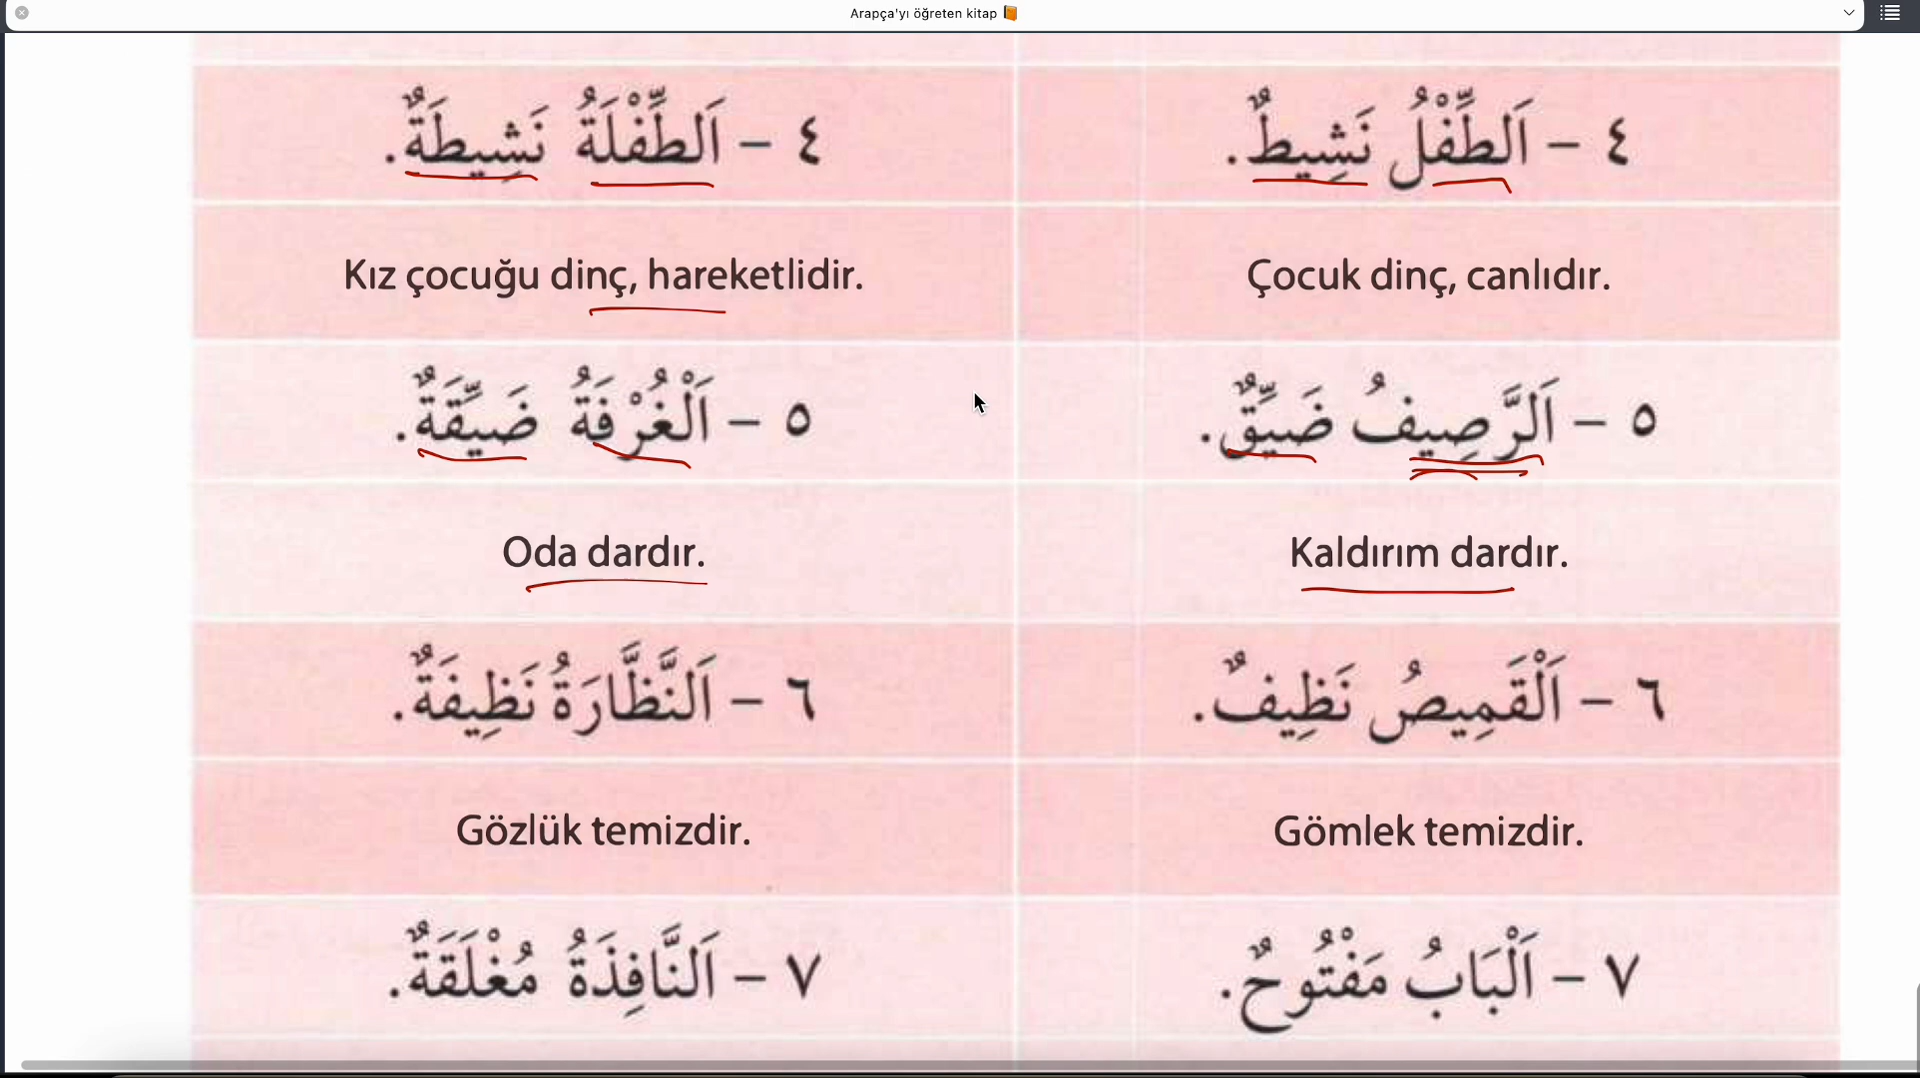 Arapça'yı öğreten kitap
٤ – اَلطِّفْلُ نَشِيطٌ.
٤ – اَلطِّفْلَةُ نَشِيطَةٌ.
Çocuk dinç, canlıdır.
Kız çocuğu dinç, hareketlidir.
٥ – اَلرَّصِيفُ ضَيِّقٌ.
٥ – اَلْغُرْفَةُ ضَيِّقَةٌ.
Kaldırım dardır.
Oda dardır.
٦ – اَلْقَمِيصُ نَظِيفٌ.
٦ – اَلنَّظَّارَةُ نَظِيفَةٌ.
Gömlek temizdir.
Gözlük temizdir.
٧ – اَلْبَابُ مَفْتُوحٌ.
٧ – اَلنَّافِذَةُ مُغْلَقَةٌ.